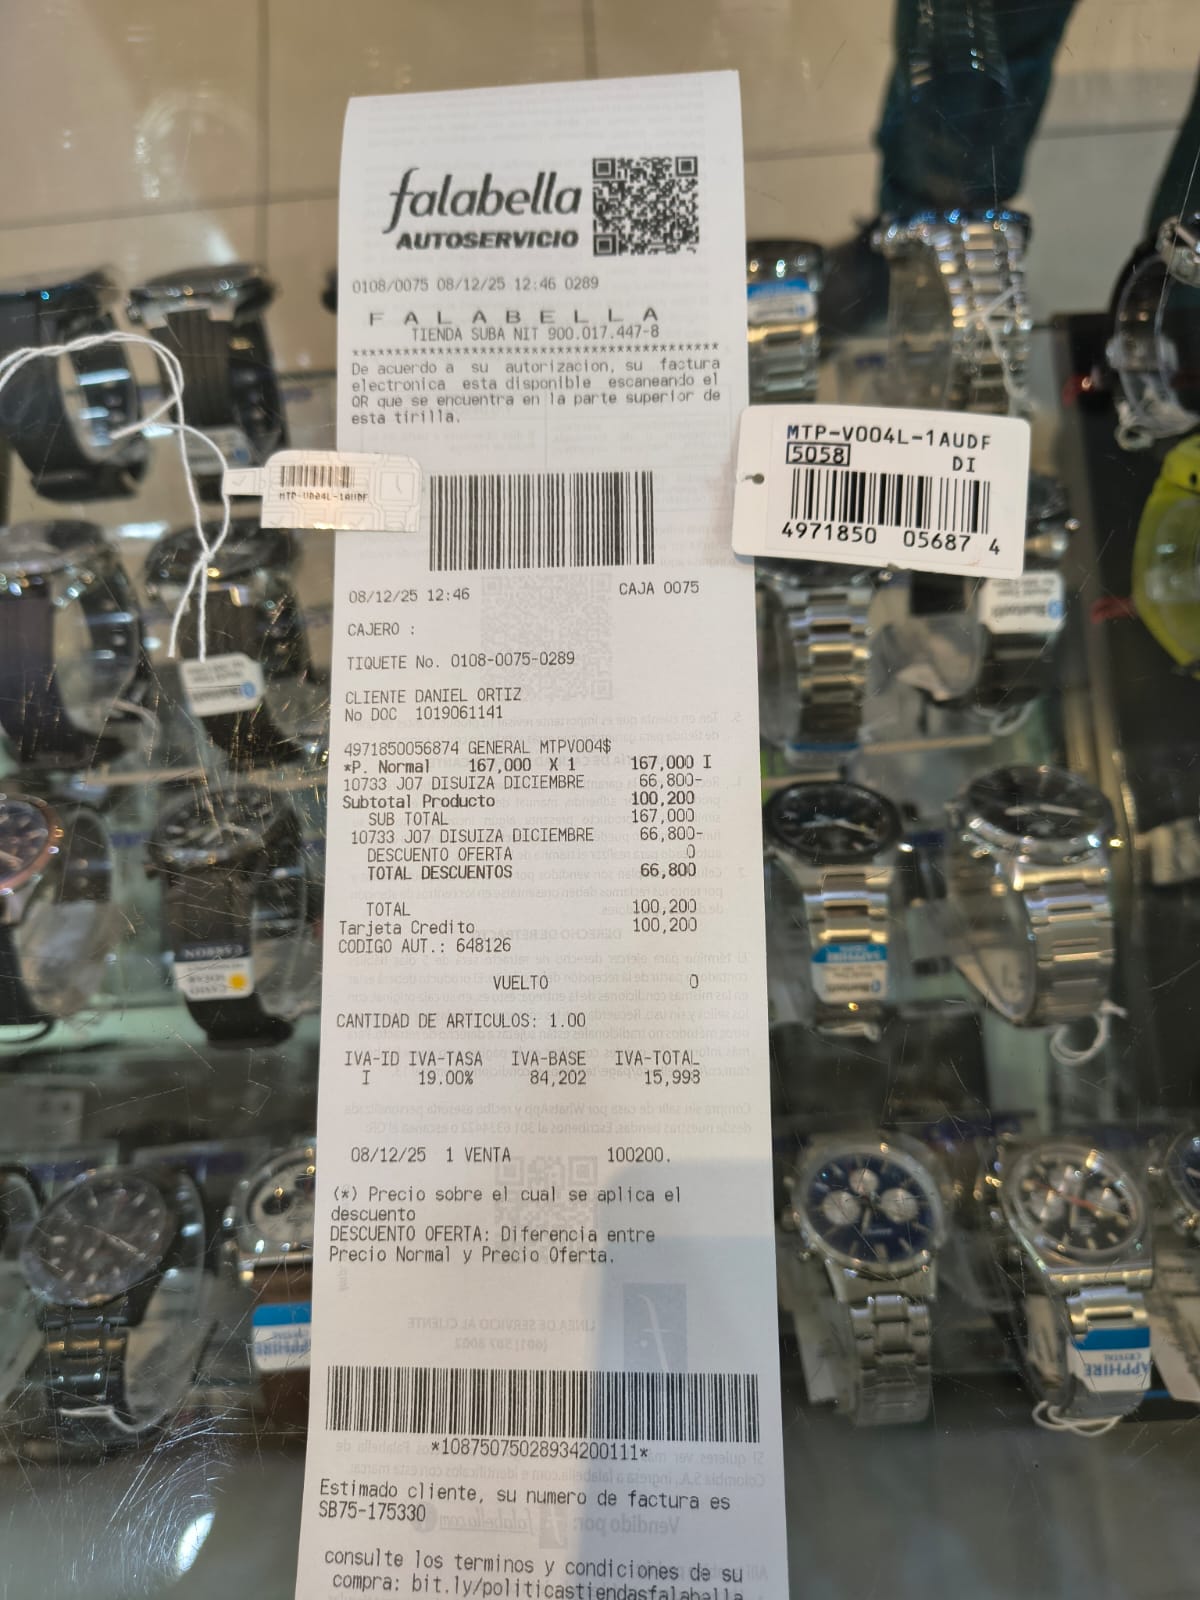 falabella
AUTOSERVICIO
0108/0075 08/12/25 12:46 0289
F A L A B E L L A
TIENDA SUBA NIT 900.017.447-8
******************************************
De acuerdo a su autorizacion, su factura
electronica esta disponible escaneando el
QR que se encuentra en la parte superior de
esta tirilla.
MTP-V004L-1AUDF
MTP-V004L-1AUDF
5058 DI
4971850 05687 4
08/12/25 12:46 CAJA 0075
CAJERO :
TIQUETE No. 0108-0075-0289
CLIENTE DANIEL ORTIZ
No DOC 1019061141
4971850056874 GENERAL MTPV004$
*P. Normal 167,000 X 1 167,000 I
10733 J07 DISUIZA DICIEMBRE 66,800-
Subtotal Producto 100,200
SUB TOTAL 167,000
10733 J07 DISUIZA DICIEMBRE 66,800-
DESCUENTO OFERTA 0
TOTAL DESCUENTOS 66,800
TOTAL 100,200
Tarjeta Credito 100,200
CODIGO AUT.: 648126
VUELTO 0
CANTIDAD DE ARTICULOS: 1.00
IVA-ID IVA-TASA IVA-BASE IVA-TOTAL
I 19.00% 84,202 15,998
08/12/25 1 VENTA 100200.
(*) Precio sobre el cual se aplica el
descuento
DESCUENTO OFERTA: Diferencia entre
Precio Normal y Precio Oferta.
*10875075028934200111*
Estimado cliente, su numero de factura es
SB75-175330
consulte los terminos y condiciones de su
compra: bit.ly/politicastiendasfalabella
SAPPHIRE